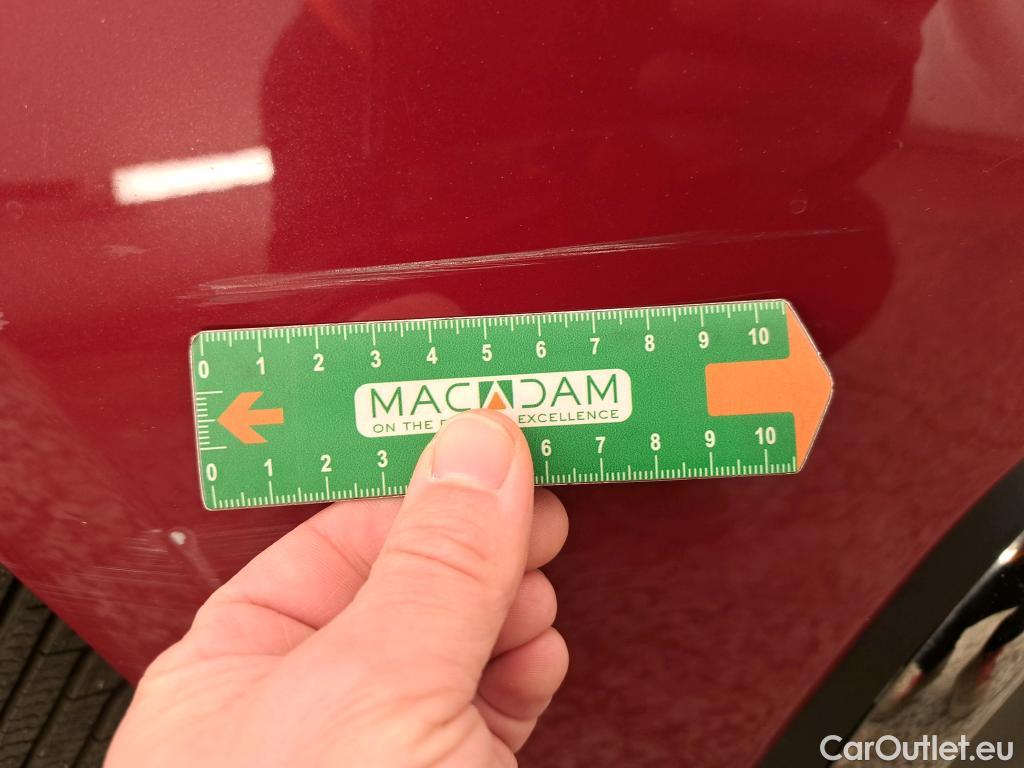 0 1 2 3 4 5 6 7 8 9 10
MACADAM
ON THE EXCELLENCE
0 1 2 3 6 7 8 9 10
CarOutlet.eu